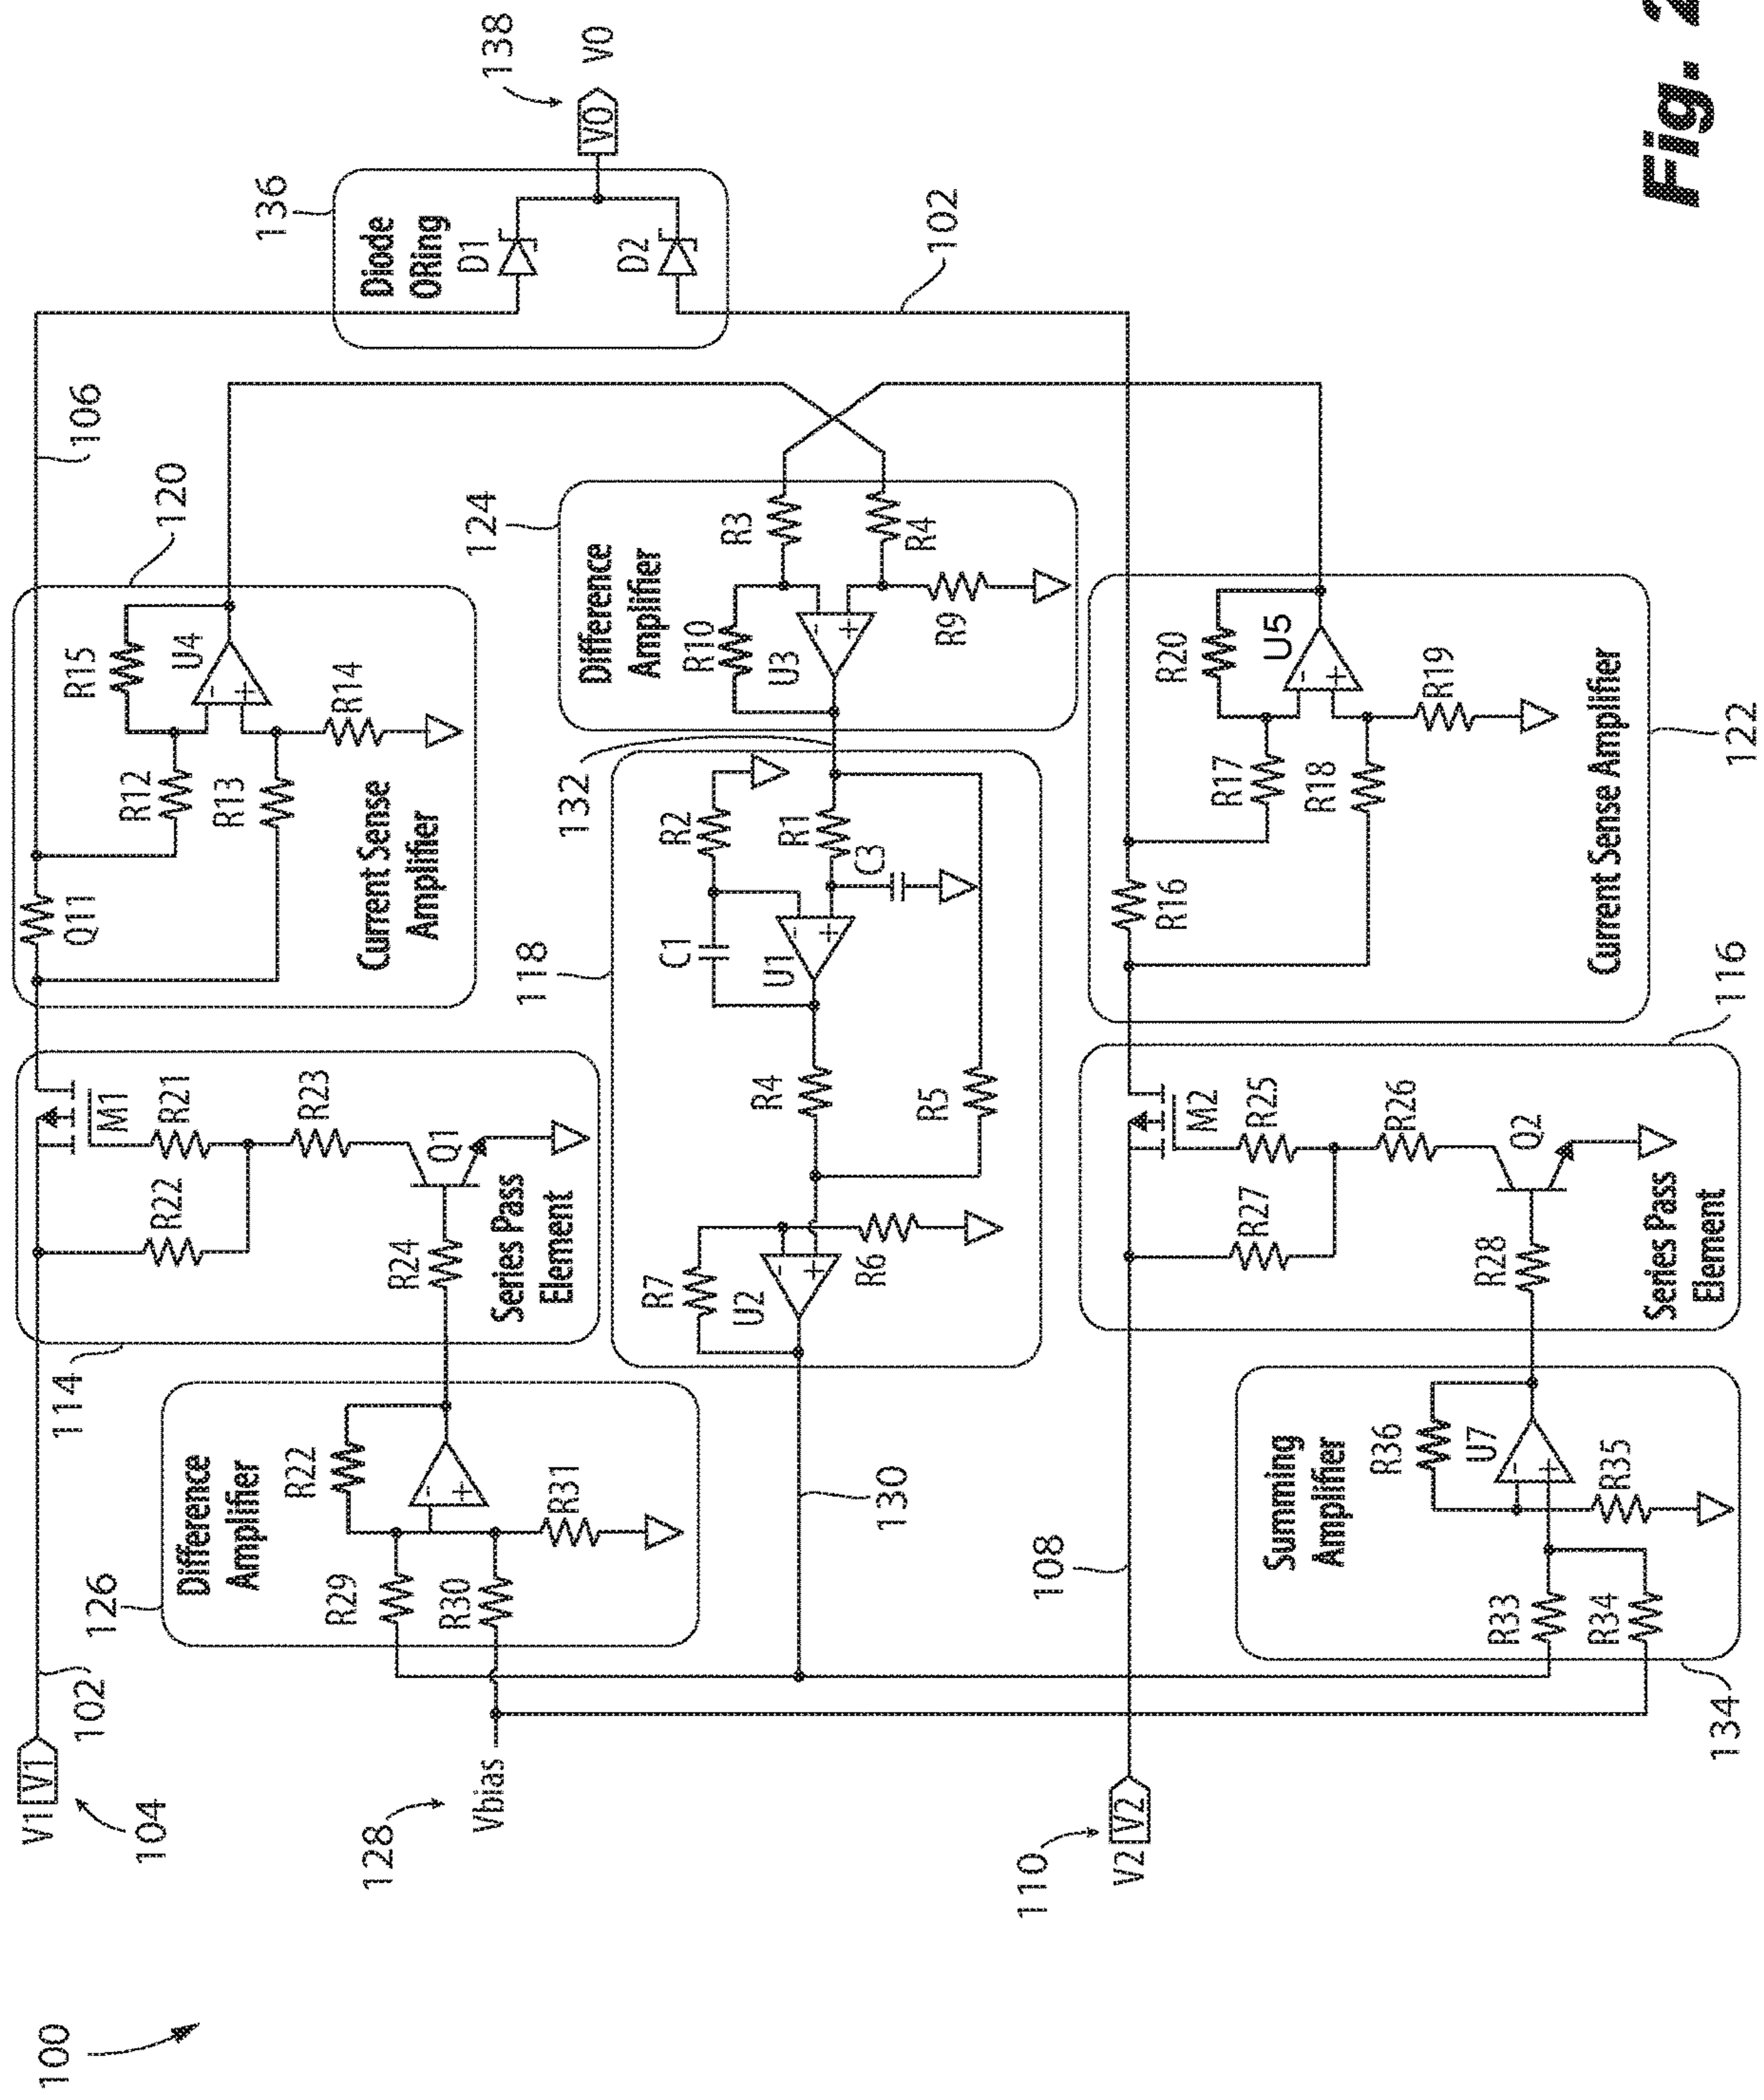 100
V1
V1
104
102
114
R22
M1
R21
R23
Q1
R24
Series Pass
Element
Q11
120
R12
R13
R15
U4
R14
Current Sense
Amplifier
106
136
Diode
ORing
D1
D2
138
VO
VO
102
126
Difference
Amplifier
R29
R30
R22
-
+
R31
128
Vbias
130
118
R7
U2
-
+
R6
R4
R5
C1
U1
-
+
R2
R1
C3
132
124
Difference
Amplifier
R10
U3
-
+
R3
R4
R9
110
V2
V2
108
116
R27
M2
R25
R26
Q2
R28
Series Pass
Element
R16
122
R17
R18
R20
U5
-
+
R19
Current Sense Amplifier
134
Summing
Amplifier
R33
R34
R36
U7
-
+
R35
Fig. 2